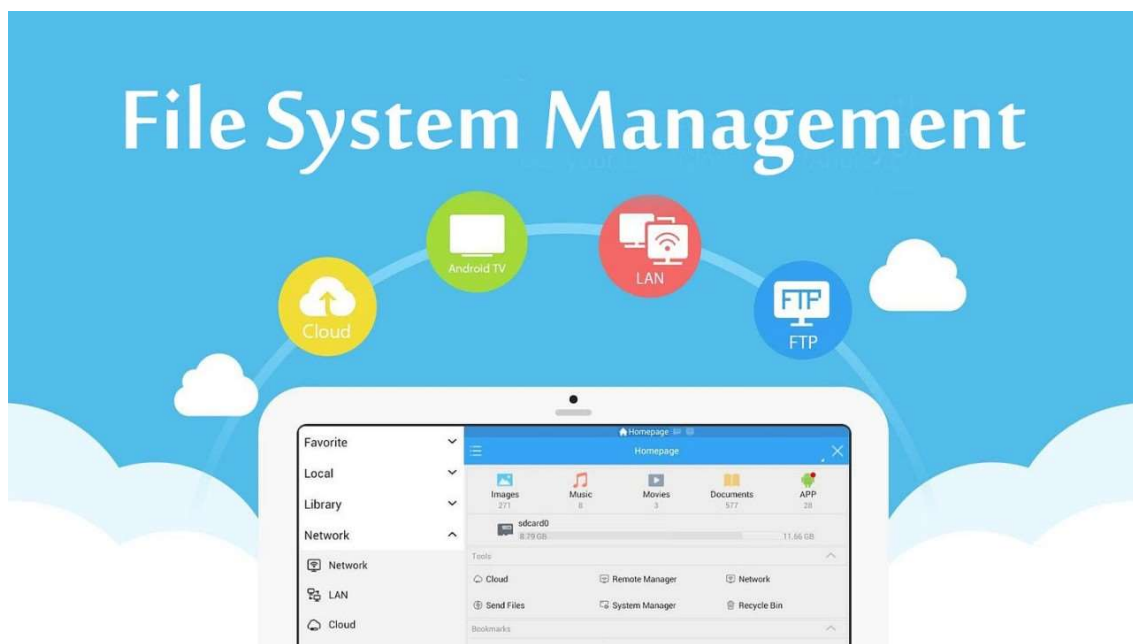 File System Management
Android TV
LAN
Cloud
FTP
FTP
Favorite
Local
Library
Network
Network
LAN
Cloud
Homepage
Homepage
Images
271
Music
8
Movies
3
Documents
577
APP
28
sdcard0
8.79 GB
11.66 GB
Tools
Cloud
Remote Manager
Network
Send Files
System Manager
Recycle Bin
Bookmarks